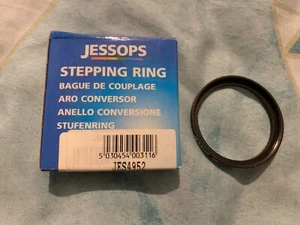 JESSOPS
STEPPING RING
BAGUE DE COUPLAGE
ARO CONVERSOR
ANELLO CONVERSIONE
STUFENRING
5 030454 003116
JES4952